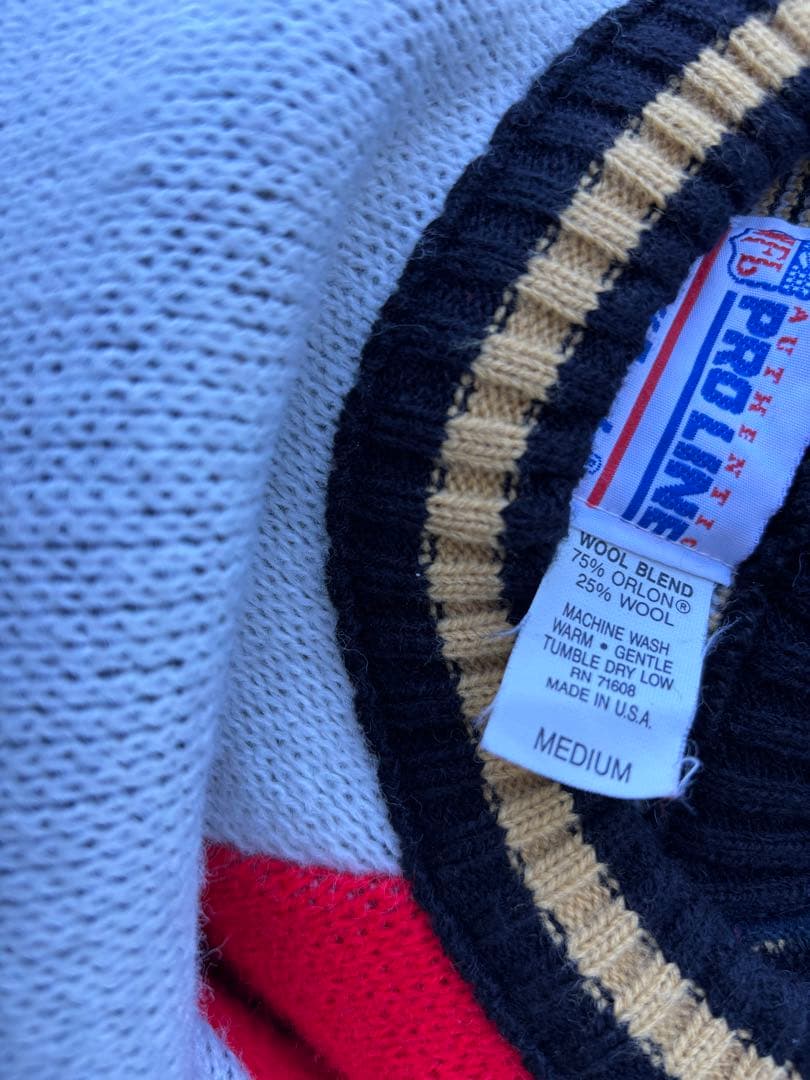 NFL
AUTHENTIC
PRO LINE
WOOL BLEND
75% ORLON®
25% WOOL
MACHINE WASH
WARM • GENTLE
TUMBLE DRY LOW
RN 71608
MADE IN U.S.A.
MEDIUM